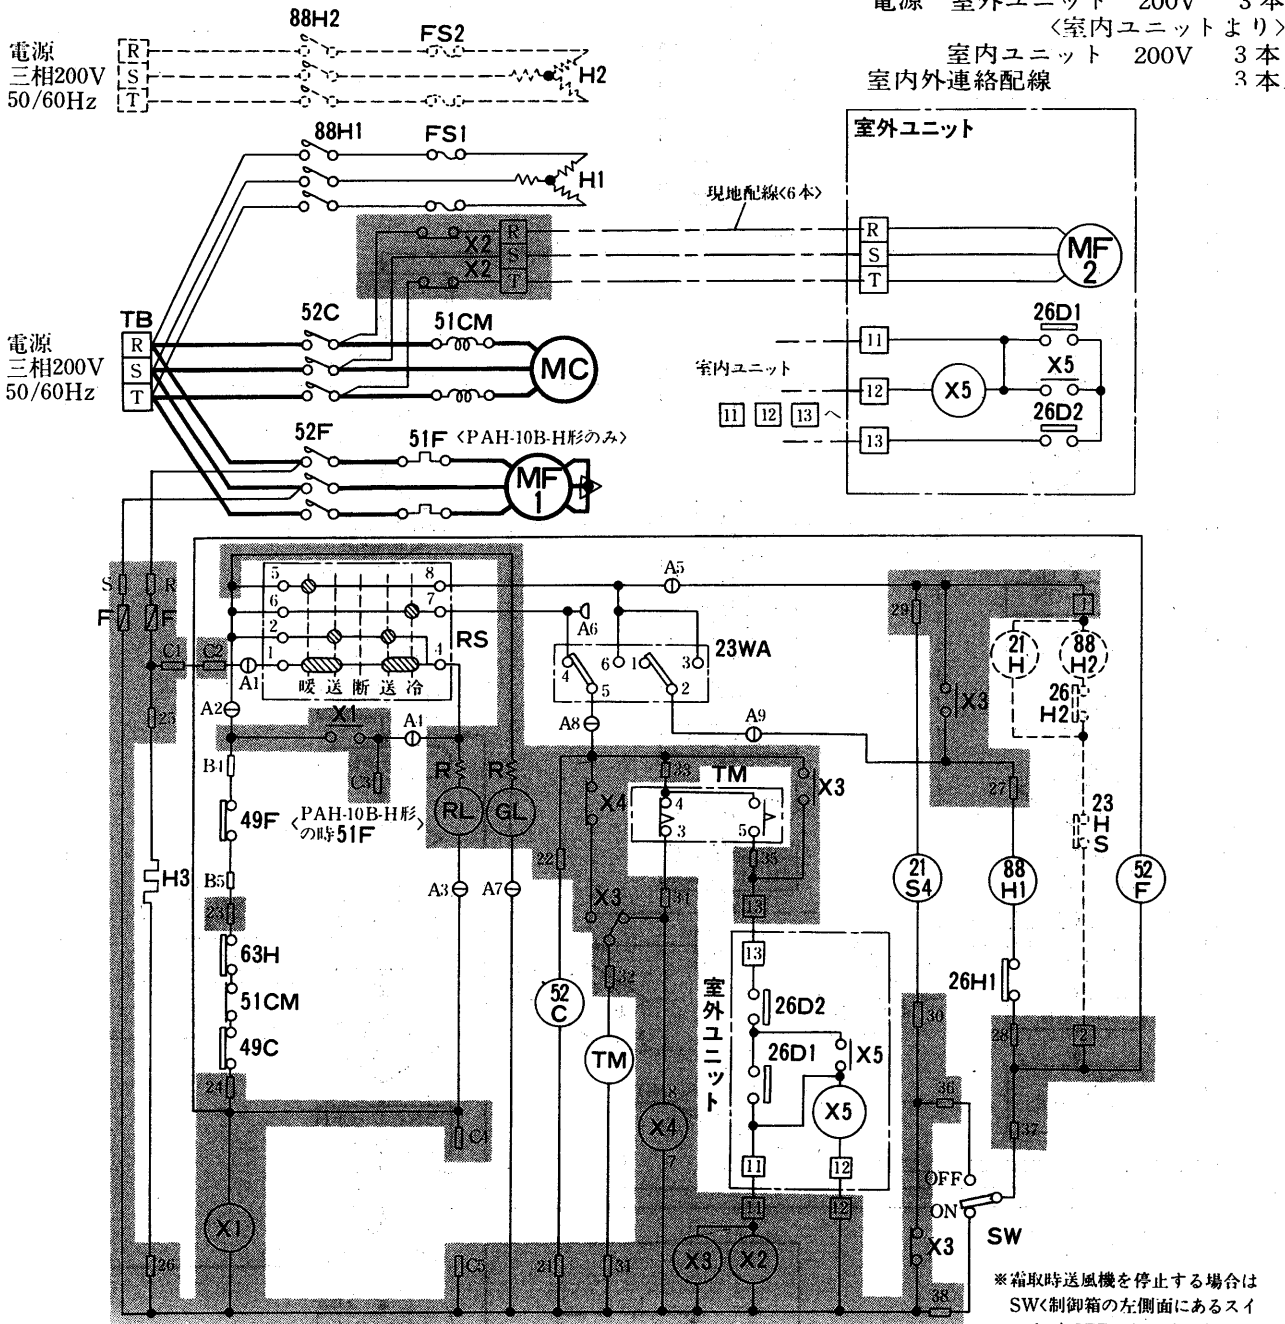 電源 室外ユニット 200V 3本
〈室内ユニットより〉
室内ユニット 200V 3本
室内外連絡配線 3本
88H2
FS2
電源
三相200V
50/60Hz
R
S
T
H2
88H1
FS1
H1
室外ユニット
現地配線〈6本〉
X2
X2
R
S
T
R
S
T
MF
2
TB
電源
三相200V
50/60Hz
R
S
T
52C
51CM
MC
26D1
11
X5
室内ユニット
12
X5
11 12 13 へ
26D2
13
52F
51F 〈PAH-10B-H形のみ〉
MF
1
S R
F F
5 8
6 7
2
1 4
RS
暖 送 断 送 冷
C1 C2
A1
A2
A5
A6
23WA
4 6 1 3
5 2
A8
A9
29
1
21
H
88
H2
26
H2
X3
25
X1
A4
C3
B4
49F
〈PAH-10B-H形
の時51F〉
R R
RL GL
33
TM
X3
X4
4
3 5
27
23
H
S
H3
B5
23
22
35
A3 A7
21
S4
88
H1
52
F
X3
34
13
63H
51CM
49C
24
32
52
C
TM
13
室外ユニット
26D2
26D1
X5
X5
26H1
30
28
2
C4
8
X4
7
36
37
11 12
11 12
OFF
ON
SW
X1
X3 X2
X3
26
C5
21
31
38
※霜取時送風機を停止する場合は
SW〈制御箱の左側面にあるスイ